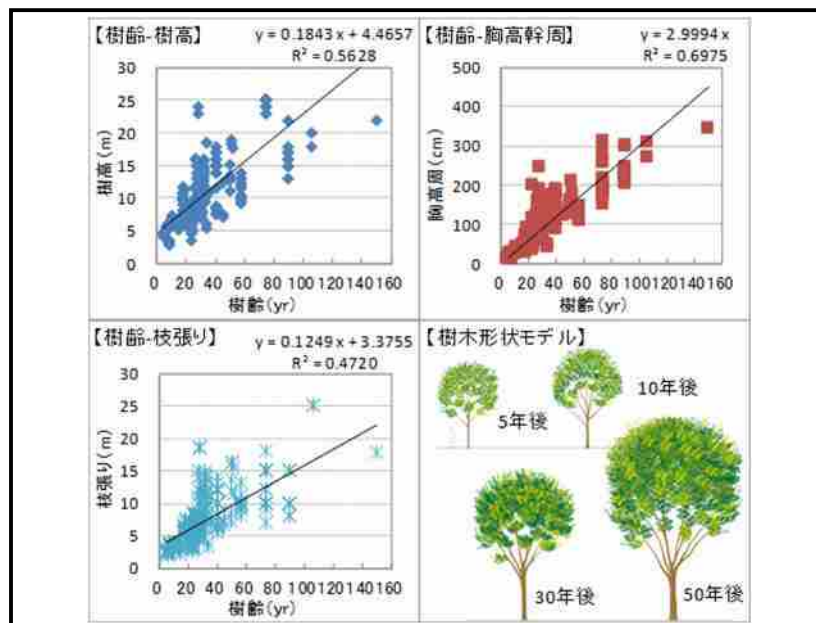 【樹齢-樹高】 y = 0.1843 x + 4.4657
R² = 0.5628
30
25
20
15
10
5
0
樹高(m)
0 20 40 60 80 100 120 140 160
樹齢(yr)
【樹齢-胸高幹周】 y = 2.9994 x
R² = 0.6975
500
400
300
200
100
0
胸高周(cm)
0 20 40 60 80 100 120 140 160
樹齢(yr)
【樹齢-枝張り】 y = 0.1249 x + 3.3755
R² = 0.4720
30
25
20
15
10
5
0
枝張り(m)
0 20 40 60 80 100 120 140 160
樹齢(yr)
【樹木形状モデル】
5年後
10年後
30年後
50年後